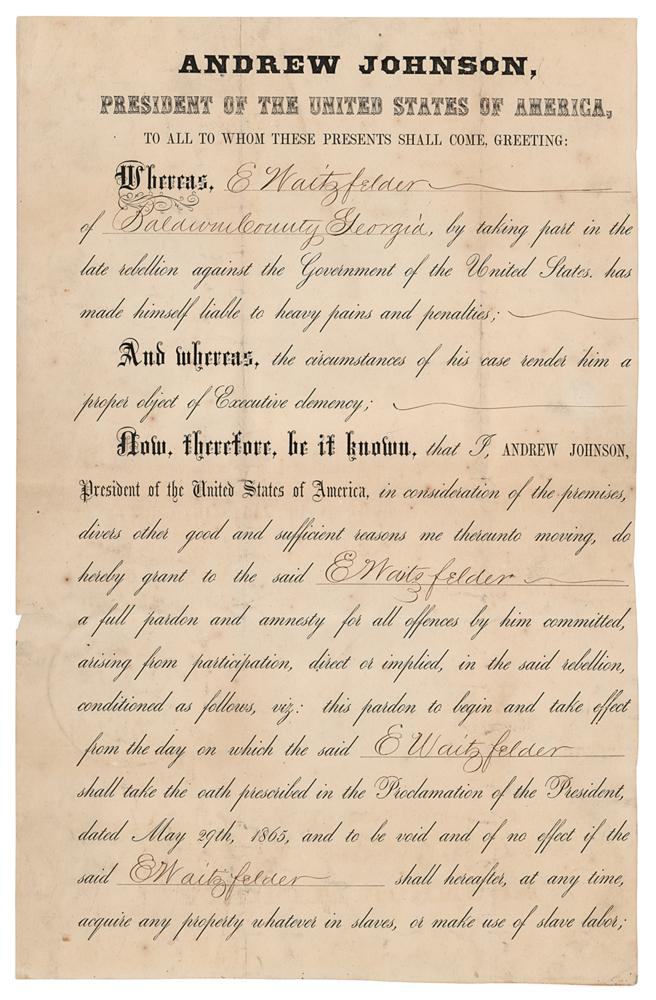 ANDREW JOHNSON,
PRESIDENT OF THE UNITED STATES OF AMERICA,
TO ALL TO WHOM THESE PRESENTS SHALL COME, GREETING:
Whereas, E Waitzfelder
of Baldwin County Georgia, by taking part in the
late rebellion against the Government of the United States. has
made himself liable to heavy pains and penalties;
And whereas, the circumstances of his case render him a
proper object of Executive clemency;
Now, therefore, be it known, that I, ANDREW JOHNSON,
President of the United States of America, in consideration of the premises,
divers other good and sufficient reasons me thereunto moving, do
hereby grant to the said E Waitzfelder
a full pardon and amnesty for all offences by him committed,
arising from participation, direct or implied, in the said rebellion,
conditioned as follows, viz: this pardon to begin and take effect
from the day on which the said E Waitzfelder
shall take the oath prescribed in the Proclamation of the President,
dated May 29th, 1865, and to be void and of no effect if the
said E Waitzfelder shall hereafter, at any time,
acquire any property whatever in slaves, or make use of slave labor;